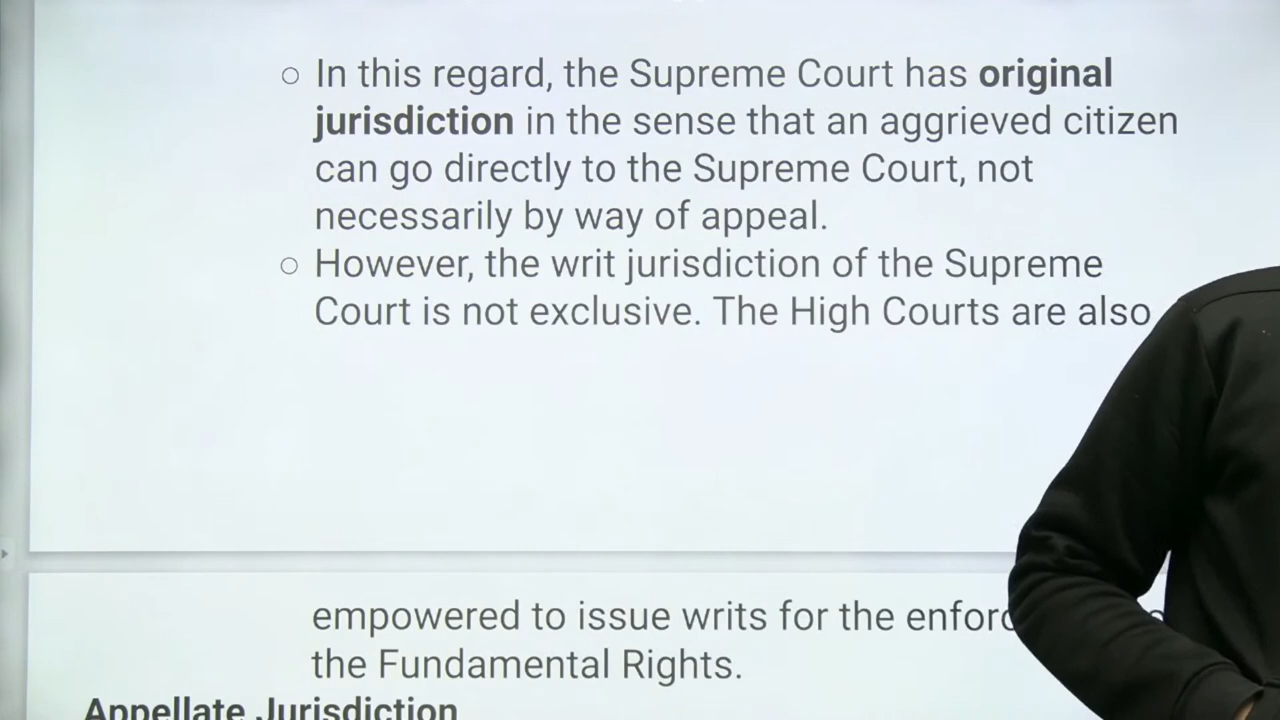 ○ In this regard, the Supreme Court has original
jurisdiction in the sense that an aggrieved citizen
can go directly to the Supreme Court, not
necessarily by way of appeal.
○ However, the writ jurisdiction of the Supreme
Court is not exclusive. The High Courts are also
empowered to issue writs for the
the Fundamental Rights.
Appellate Jurisdiction